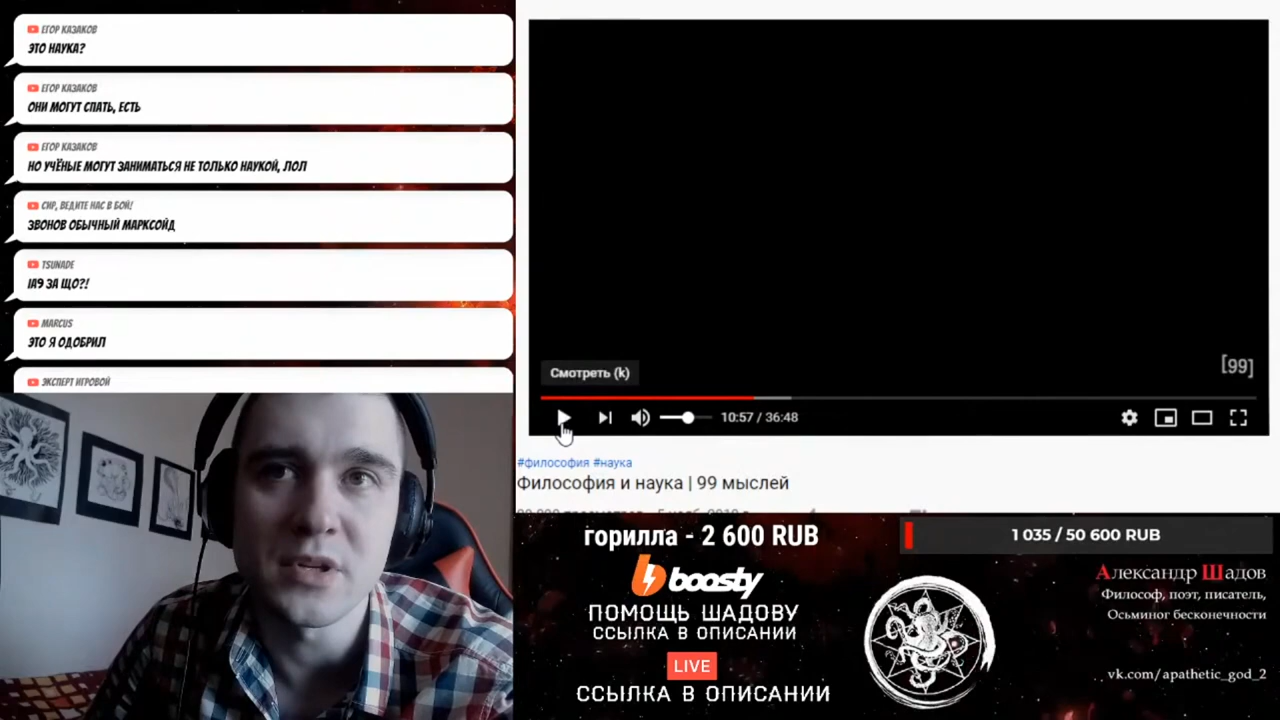 ЕГОР КАЗАКОВ
ЭТО НАУКА?
ЕГОР КАЗАКОВ
ОНИ МОГУТ СПАТЬ, ЕСТЬ
ЕГОР КАЗАКОВ
НО УЧЁНЫЕ МОГУТ ЗАНИМАТЬСЯ НЕ ТОЛЬКО НАУКОЙ, ЛОЛ
СИР, ВЕДИТЕ НАС В БОЙ!
ЗВОНОВ ОБЫЧНЫЙ МАРКСОЙД
TSUNADE
IA9 ЗА ЩО?!
MARCUS
ЭТО Я ОДОБРИЛ
ЭКСПЕРТ ИГРОВОЙ
[99]
Смотреть (k)
10:57 / 36:48
#философия #наука
Философия и наука | 99 мыслей
горилла - 2 600 RUB
boosty
ПОМОЩЬ ШАДОВУ
ССЫЛКА В ОПИСАНИИ
LIVE
ССЫЛКА В ОПИСАНИИ
1 035 / 50 600 RUB
Александр Шадов
Философ, поэт, писатель,
Осьминог бесконечности
vk.com/apathetic_god_2